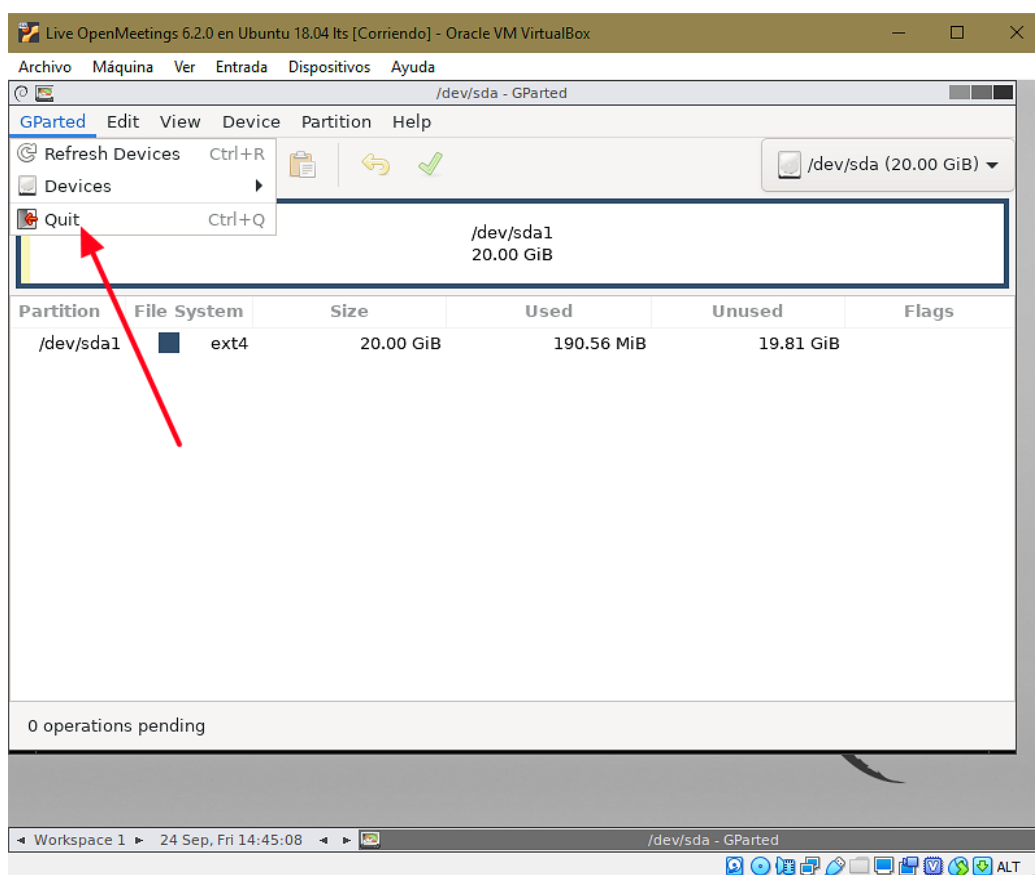 Live OpenMeetings 6.2.0 en Ubuntu 18.04 lts [Corriendo] - Oracle VM VirtualBox
Archivo Máquina Ver Entrada Dispositivos Ayuda
/dev/sda - GParted
GParted Edit View Device Partition Help
Refresh Devices Ctrl+R
/dev/sda (20.00 GiB)
Devices
Quit Ctrl+Q
/dev/sda1
20.00 GiB
Partition File System Size Used Unused Flags
/dev/sda1 ext4 20.00 GiB 190.56 MiB 19.81 GiB
0 operations pending
Workspace 1 24 Sep, Fri 14:45:08 /dev/sda - GParted
ALT